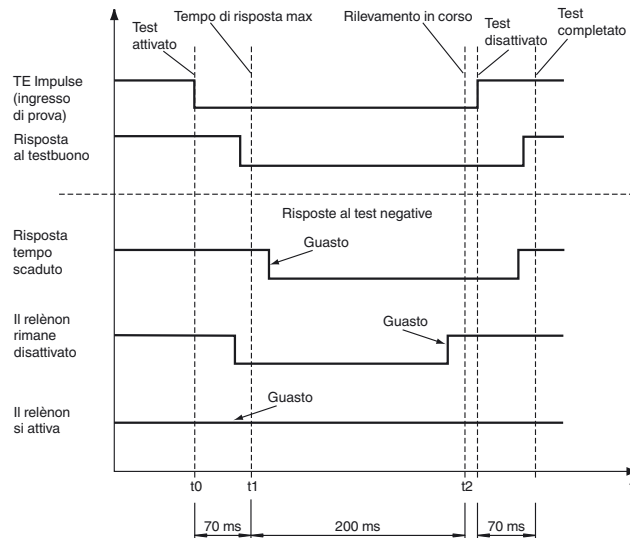 Test
attivato
Tempo di risposta max
Rilevamento in corso
Test
disattivato
Test
completato
TE Impulse
(ingresso
di prova)
Risposta
al testbuono
Risposte al test negative
Risposta
tempo
scaduto
Guasto
Il relènon
rimane
disattivato
Guasto
Il relènon
si attiva
Guasto
t0
t1
t2
70 ms
200 ms
70 ms